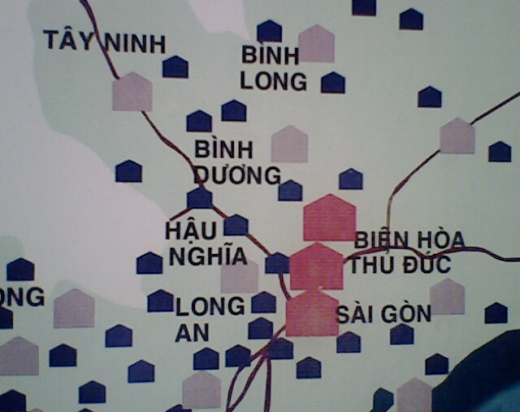 TÂY NINH
BÌNH
LONG
BÌNH
DƯƠNG
HẬU
NGHĨA
BIÊN HÒA
THỦ ĐỨC
ONG
LONG
AN
SÀI GÒN